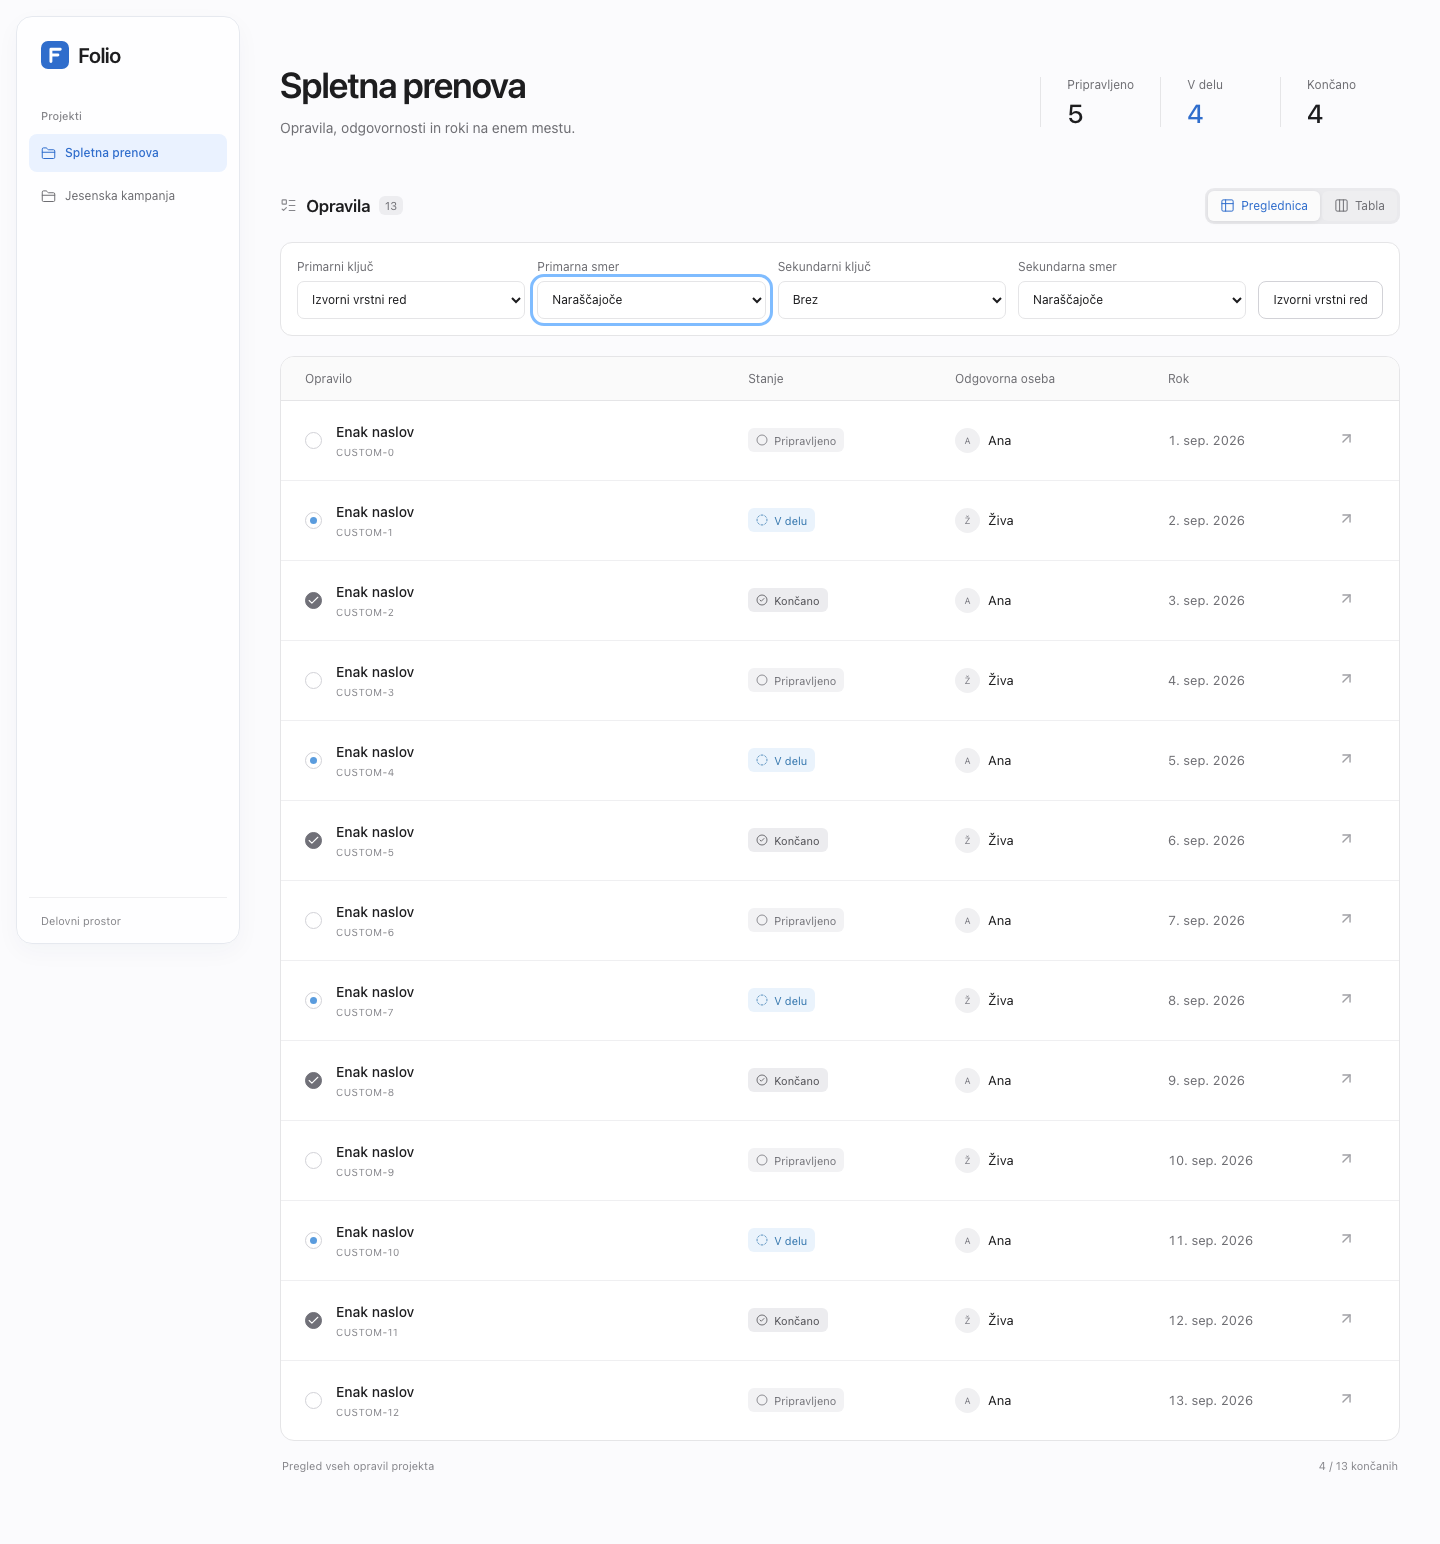 Folio
Projekti
Spletna prenova
Jesenska kampanja
Delovni prostor
Spletna prenova
Opravila, odgovornosti in roki na enem mestu.
Pripravljeno
5
V delu
4
Končano
4
Opravila 13
Preglednica
Tabla
Primarni ključ
Izvorni vrstni red
Primarna smer
Naraščajoče
Sekundarni ključ
Brez
Sekundarna smer
Naraščajoče
Izvorni vrstni red
Opravilo Stanje Odgovorna oseba Rok
Enak naslov
CUSTOM-0
Pripravljeno A Ana 1. sep. 2026
Enak naslov
CUSTOM-1
V delu Ž Živa 2. sep. 2026
Enak naslov
CUSTOM-2
Končano A Ana 3. sep. 2026
Enak naslov
CUSTOM-3
Pripravljeno Ž Živa 4. sep. 2026
Enak naslov
CUSTOM-4
V delu A Ana 5. sep. 2026
Enak naslov
CUSTOM-5
Končano Ž Živa 6. sep. 2026
Enak naslov
CUSTOM-6
Pripravljeno A Ana 7. sep. 2026
Enak naslov
CUSTOM-7
V delu Ž Živa 8. sep. 2026
Enak naslov
CUSTOM-8
Končano A Ana 9. sep. 2026
Enak naslov
CUSTOM-9
Pripravljeno Ž Živa 10. sep. 2026
Enak naslov
CUSTOM-10
V delu A Ana 11. sep. 2026
Enak naslov
CUSTOM-11
Končano Ž Živa 12. sep. 2026
Enak naslov
CUSTOM-12
Pripravljeno A Ana 13. sep. 2026
Pregled vseh opravil projekta
4 / 13 končanih